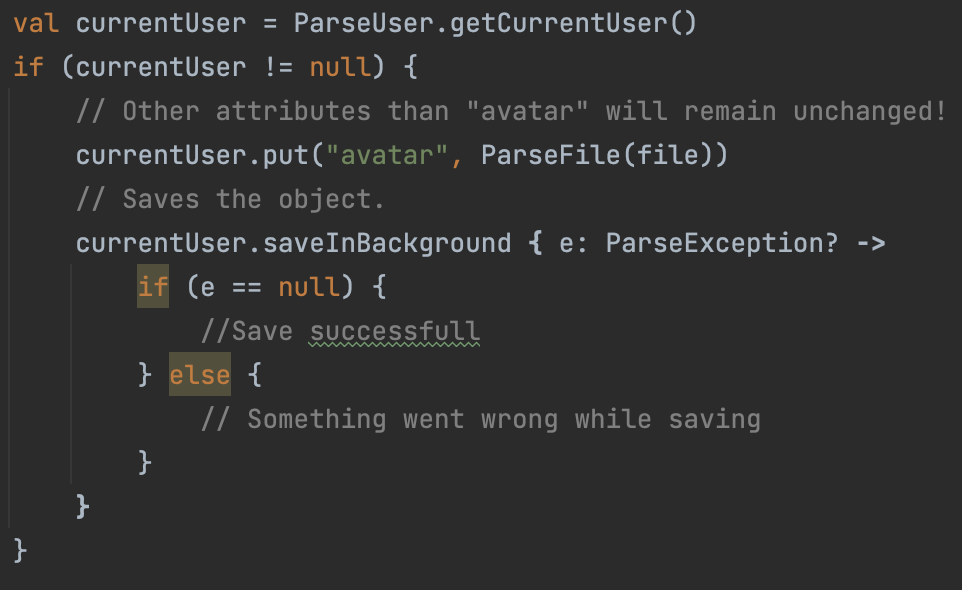 val currentUser = ParseUser.getCurrentUser()
if (currentUser != null) {
    // Other attributes than "avatar" will remain unchanged!
    currentUser.put("avatar", ParseFile(file))
    // Saves the object.
    currentUser.saveInBackground { e: ParseException? ->
        if (e == null) {
            //Save successfull
        } else {
            // Something went wrong while saving
        }
    }
}